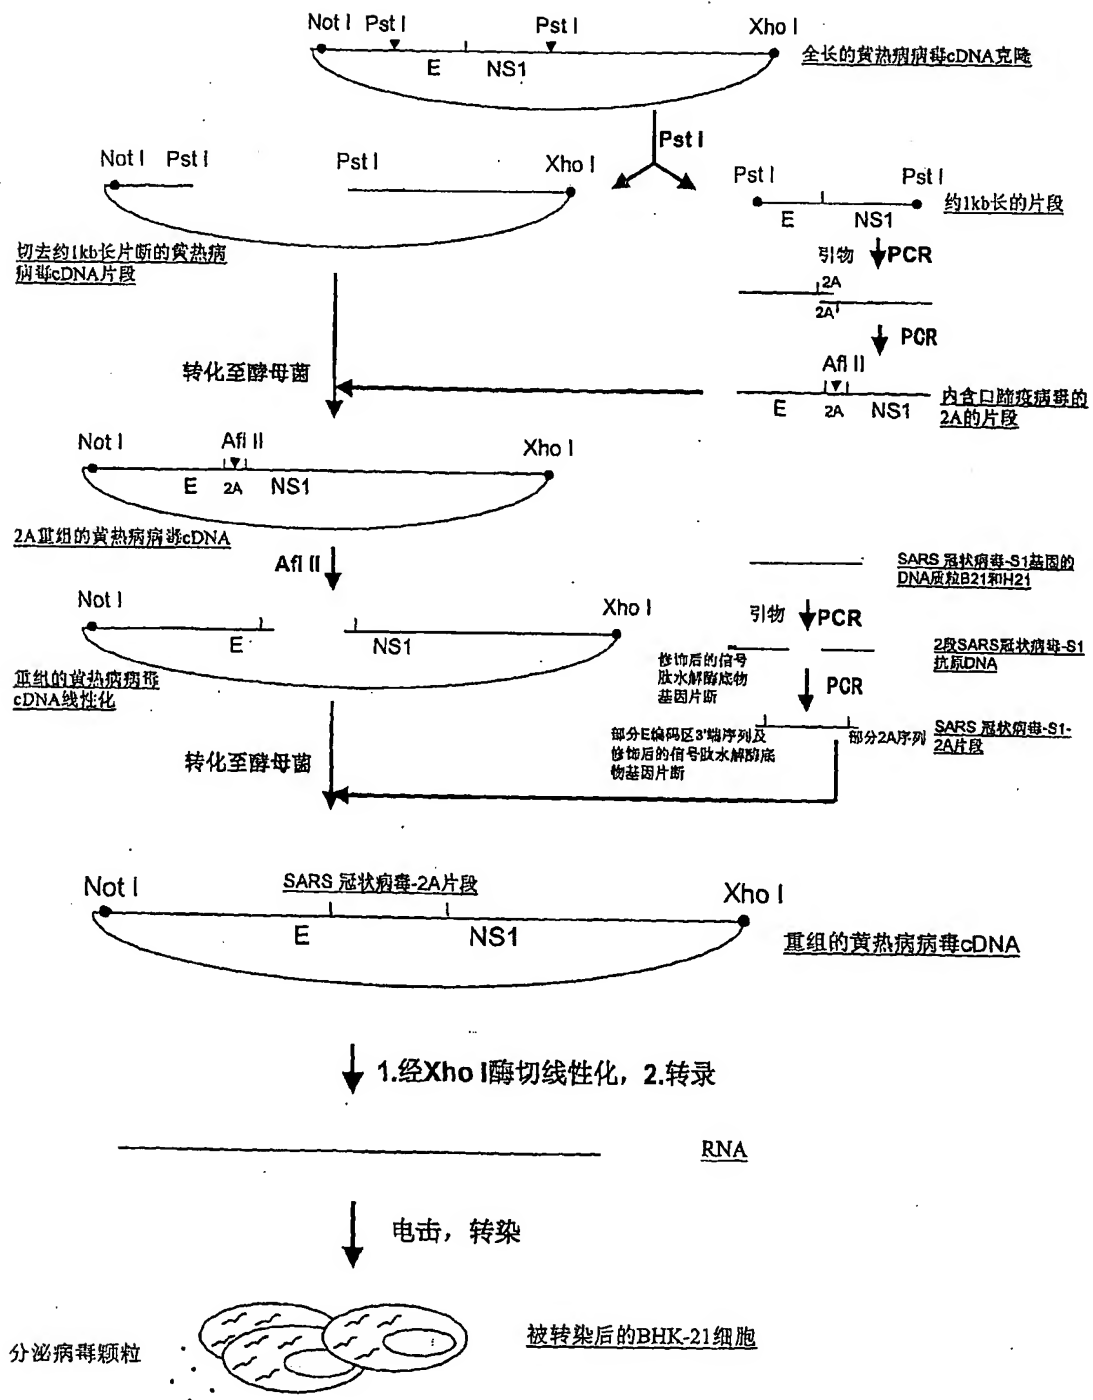 Not I Pst I Pst I Xho I
E NS1
全长的黄热病病毒cDNA克隆
Pst I
Not I Pst I Pst I Xho I
切去约1kb长片断的黄热病
病毒cDNA片段
Pst I Pst I
E NS1
约1kb长的片段
引物 PCR
2A
2A
PCR
Afl II
E 2A NS1
内含口蹄疫病毒的
2A的片段
转化至酵母菌
Not I Afl II Xho I
E 2A NS1
2A重组的黄热病病毒cDNA
Afl II
Not I Xho I
E NS1
重组的黄热病病毒
cDNA线性化
SARS 冠状病毒-S1基因的
DNA质粒B21和H21
引物 PCR
2段SARS冠状病毒-S1
抗原DNA
修饰后的信号
肽水解酶底物
基因片断
PCR
部分E编码区3'端序列及
修饰后的信号肽水解酶底
物基因片断
部分2A序列
SARS 冠状病毒-S1-
2A片段
转化至酵母菌
Not I SARS 冠状病毒-2A片段 Xho I
E NS1
重组的黄热病病毒cDNA
1.经Xho I酶切线性化，2.转录
RNA
电击，转染
分泌病毒颗粒
被转染后的BHK-21细胞